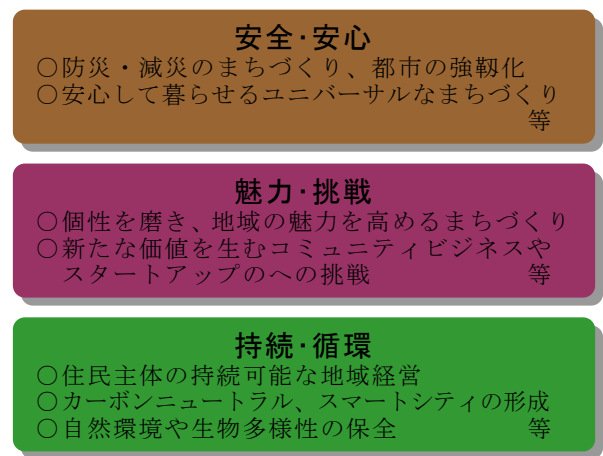 安全･安心
○防災・減災のまちづくり、都市の強靱化
○安心して暮らせるユニバーサルなまちづくり
等
魅力･挑戦
○個性を磨き、地域の魅力を高めるまちづくり
○新たな価値を生むコミュニティビジネスや
スタートアップのへの挑戦 等
持続･循環
○住民主体の持続可能な地域経営
○カーボンニュートラル、スマートシティの形成
○自然環境や生物多様性の保全 等